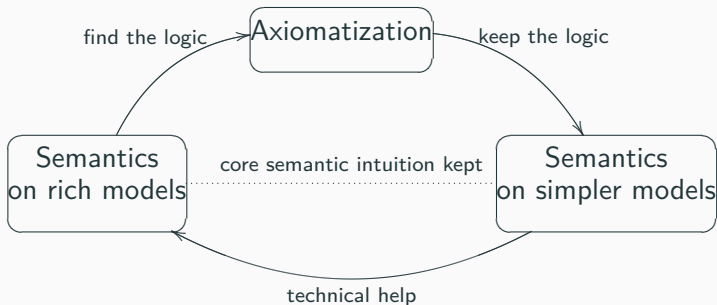 Axiomatization
find the logic
keep the logic
Semantics
on rich models
core semantic intuition kept
Semantics
on simpler models
technical help